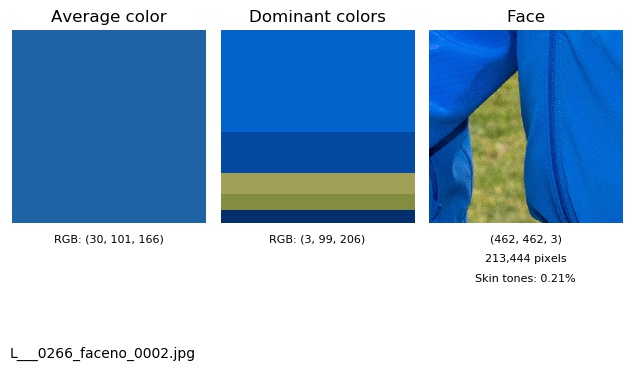 Average color
Dominant colors
Face
RGB: (30, 101, 166)
RGB: (3, 99, 206)
(462, 462, 3)
213,444 pixels
Skin tones: 0.21%
L___0266_faceno_0002.jpg